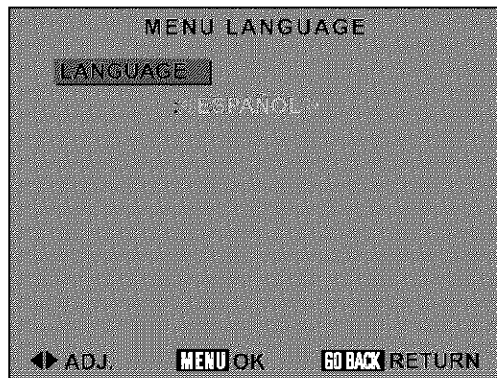 MENU LANGUAGE
LANGUAGE
: ESPAÑOL
◀▶ ADJ. MENU OK GO BACK RETURN